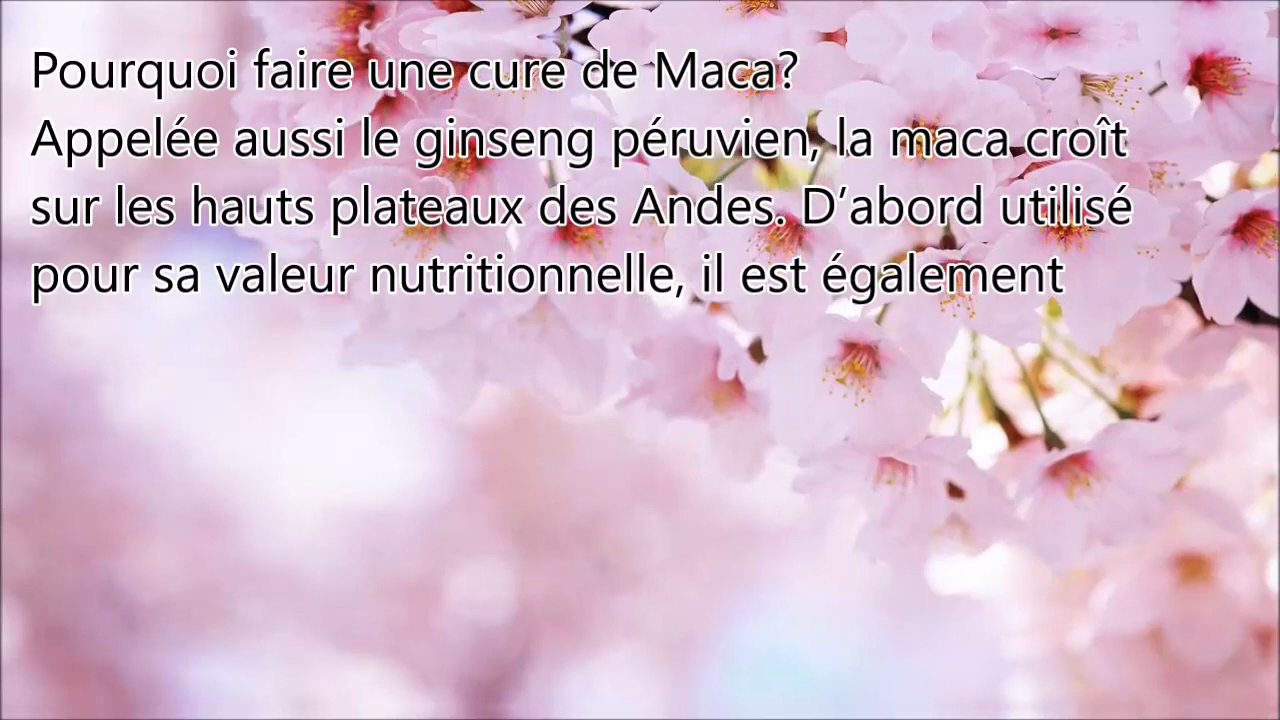 Pourquoi faire une cure de Maca?
Appelée aussi le ginseng péruvien, la maca croît
sur les hauts plateaux des Andes. D’abord utilisé
pour sa valeur nutritionnelle, il est également